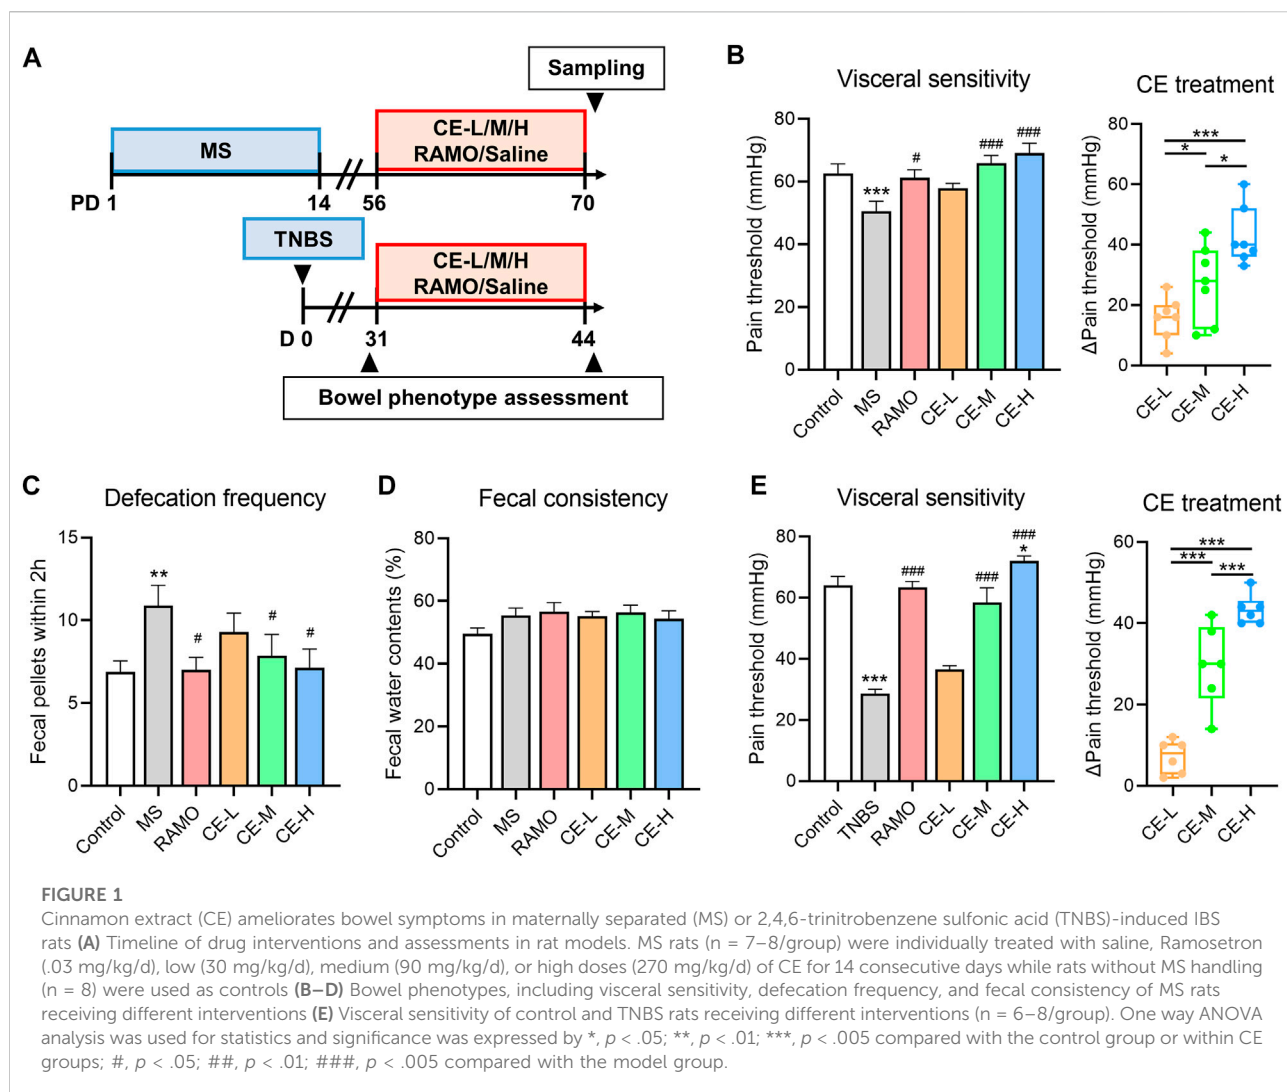 A
Sampling
MS
CE-L/M/H
RAMO/Saline
PD 1
14
56
70
TNBS
CE-L/M/H
RAMO/Saline
D 0
31
44
Bowel phenotype assessment
B
Visceral sensitivity
Pain threshold (mmHg)
80
60
40
20
0
***
#
###
###
Control
MS
RAMO
CE-L
CE-M
CE-H
CE treatment
ΔPain threshold (mmHg)
80
60
40
20
0
***
*
*
CE-L
CE-M
CE-H
C
Defecation frequency
Fecal pellets within 2h
15
10
5
0
**
#
#
#
Control
MS
RAMO
CE-L
CE-M
CE-H
D
Fecal consistency
Fecal water contents (%)
80
60
40
20
0
Control
MS
RAMO
CE-L
CE-M
CE-H
E
Visceral sensitivity
Pain threshold (mmHg)
80
60
40
20
0
***
###
###
###
*
Control
TNBS
RAMO
CE-L
CE-M
CE-H
CE treatment
ΔPain threshold (mmHg)
60
40
20
0
***
***
***
CE-L
CE-M
CE-H
FIGURE 1
Cinnamon extract (CE) ameliorates bowel symptoms in maternally separated (MS) or 2,4,6-trinitrobenzene sulfonic acid (TNBS)-induced IBS
rats (A) Timeline of drug interventions and assessments in rat models. MS rats (n = 7–8/group) were individually treated with saline, Ramosetron
(.03 mg/kg/d), low (30 mg/kg/d), medium (90 mg/kg/d), or high doses (270 mg/kg/d) of CE for 14 consecutive days while rats without MS handling
(n = 8) were used as controls (B–D) Bowel phenotypes, including visceral sensitivity, defecation frequency, and fecal consistency of MS rats
receiving different interventions (E) Visceral sensitivity of control and TNBS rats receiving different interventions (n = 6–8/group). One way ANOVA
analysis was used for statistics and significance was expressed by *, p < .05; **, p < .01; ***, p < .005 compared with the control group or within CE
groups; #, p < .05; ##, p < .01; ###, p < .005 compared with the model group.